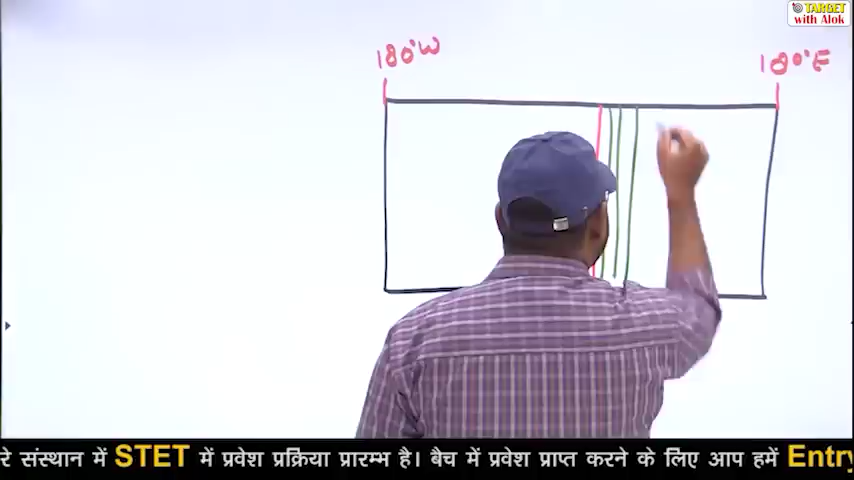 TARGET
with Alok
180°W
180°E
रे संस्थान में STET में प्रवेश प्रक्रिया प्रारम्भ है। बैच में प्रवेश प्राप्त करने के लिए आप हमें Entry